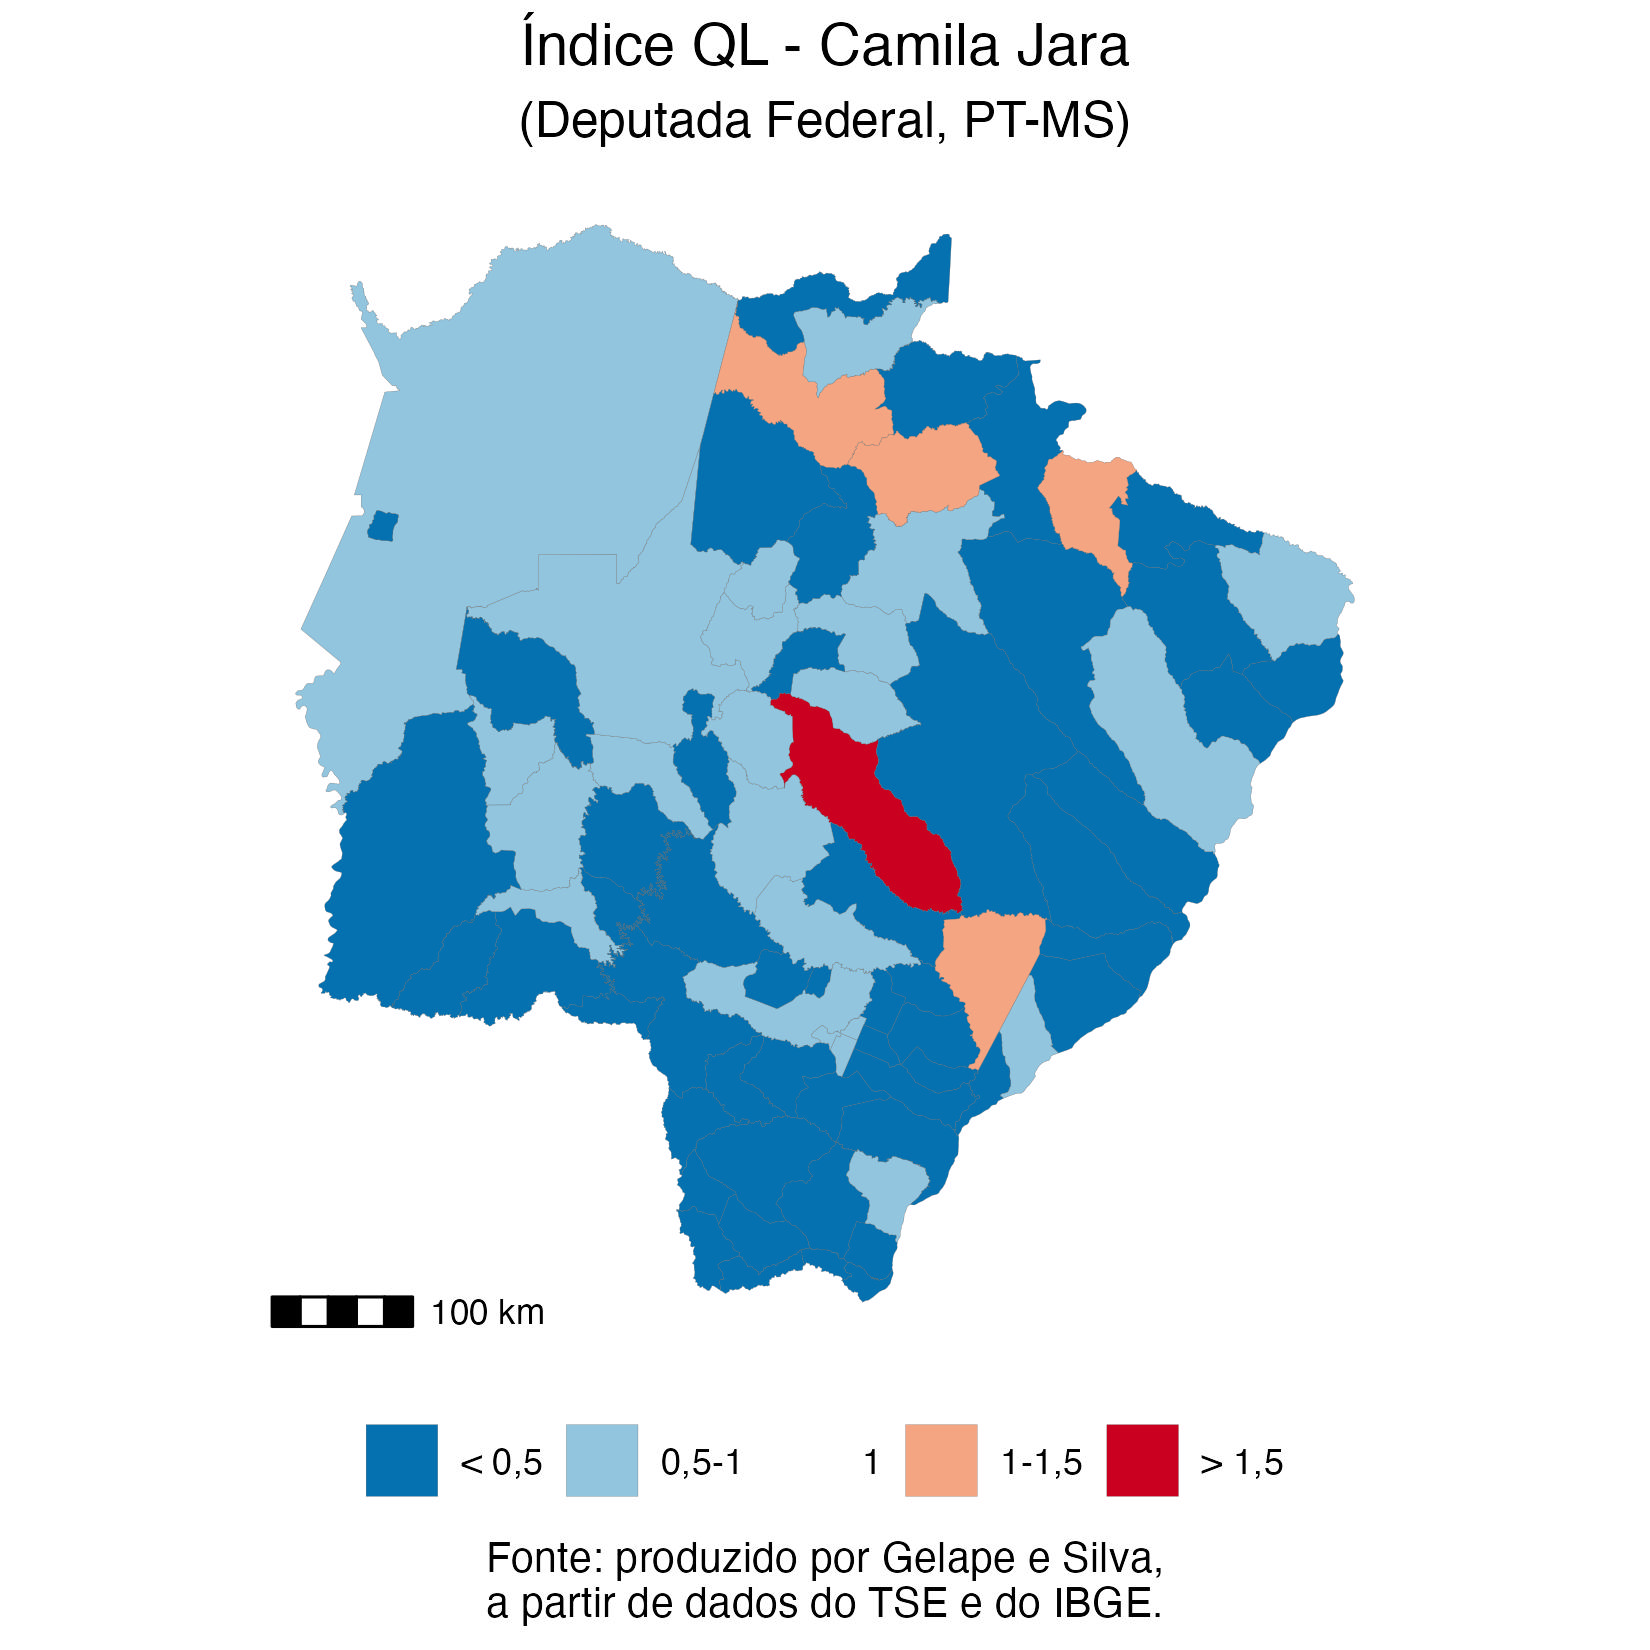 Índice QL - Camila Jara
(Deputada Federal, PT-MS)
100 km
< 0,5 0,5-1 1 1-1,5 > 1,5
Fonte: produzido por Gelape e Silva,
a partir de dados do TSE e do IBGE.